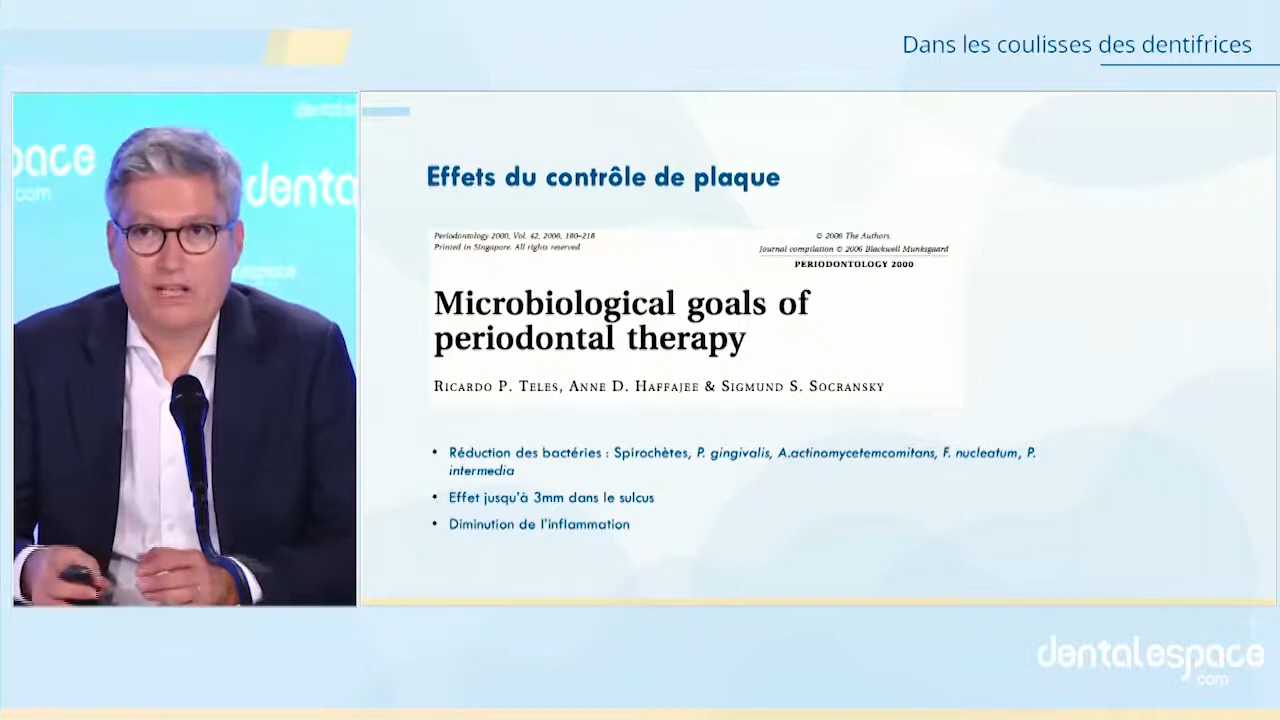 Dans les coulisses des dentifrices
pace
com
denta
Effets du contrôle de plaque
Periodontology 2000, Vol. 42, 2006, 180–218
Printed in Singapore. All rights reserved
© 2006 The Authors.
Journal compilation © 2006 Blackwell Munksgaard
PERIODONTOLOGY 2000
Microbiological goals of
periodontal therapy
Ricardo P. Teles, Anne D. Haffajee & Sigmund S. Socransky
• Réduction des bactéries : Spirochètes, P. gingivalis, A.actinomycetemcomitans, F. nucleatum, P.
intermedia
• Effet jusqu'à 3mm dans le sulcus
• Diminution de l'inflammation
dentalespace
.com